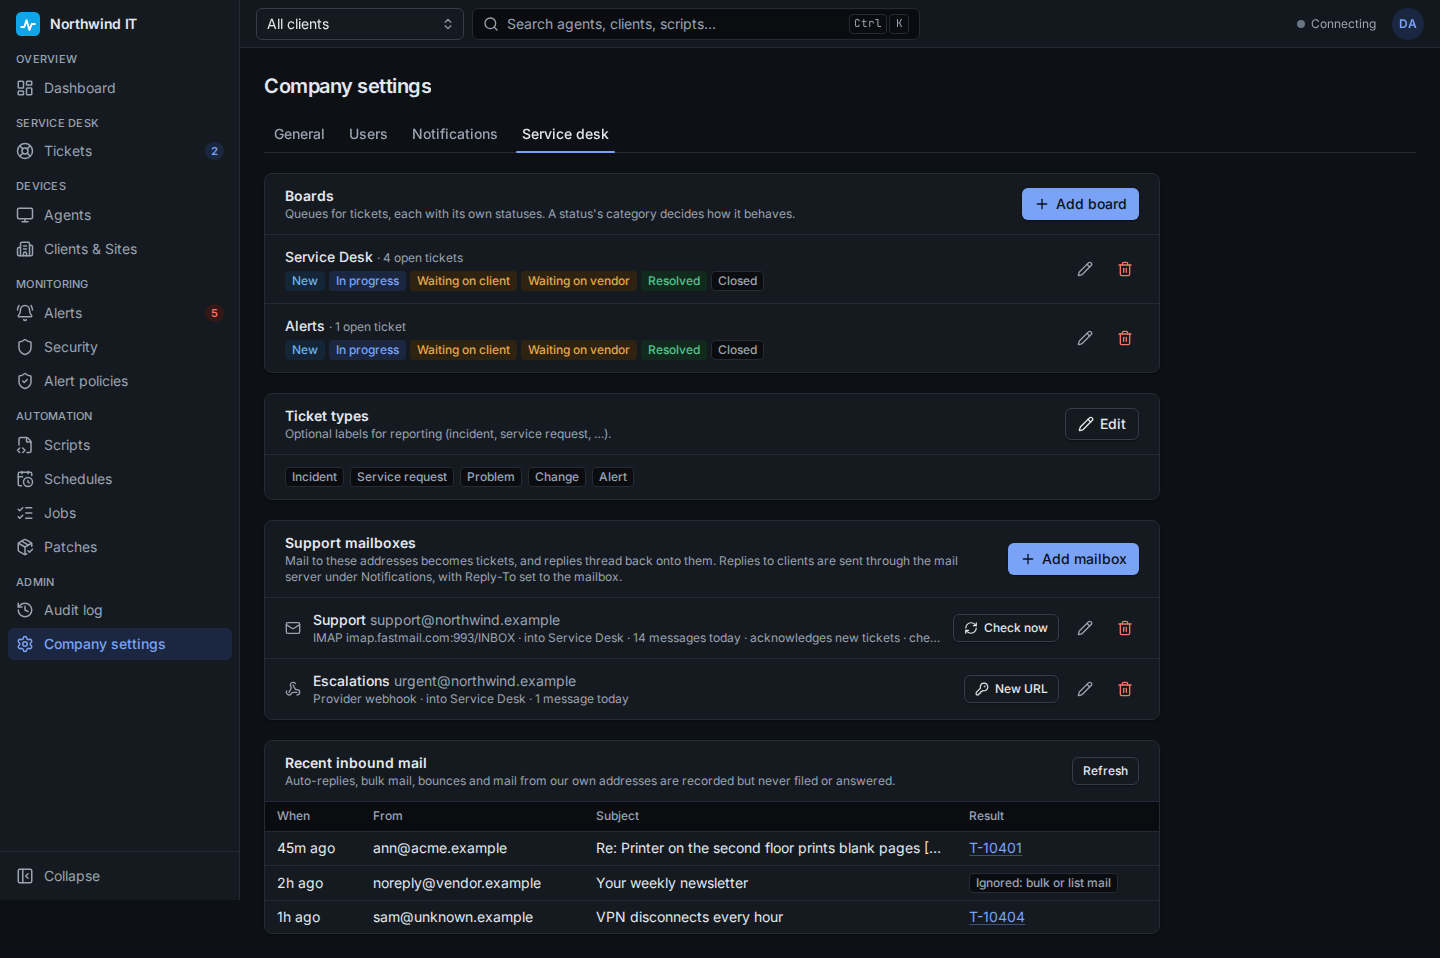 Northwind IT
All clients
Search agents, clients, scripts...
Ctrl K
Connecting
DA
OVERVIEW
Dashboard
SERVICE DESK
Tickets 2
DEVICES
Agents
Clients & Sites
MONITORING
Alerts 5
Security
Alert policies
AUTOMATION
Scripts
Schedules
Jobs
Patches
ADMIN
Audit log
Company settings
Collapse
Company settings
General Users Notifications Service desk
Boards
Queues for tickets, each with its own statuses. A status's category decides how it behaves.
Add board
Service Desk · 4 open tickets
New In progress Waiting on client Waiting on vendor Resolved Closed
Alerts · 1 open ticket
New In progress Waiting on client Waiting on vendor Resolved Closed
Ticket types
Optional labels for reporting (incident, service request, ...).
Edit
Incident Service request Problem Change Alert
Support mailboxes
Mail to these addresses becomes tickets, and replies thread back onto them. Replies to clients are sent through the mail
server under Notifications, with Reply-To set to the mailbox.
Add mailbox
Support support@northwind.example
IMAP imap.fastmail.com:993/INBOX · into Service Desk · 14 messages today · acknowledges new tickets · che...
Check now
Escalations urgent@northwind.example
Provider webhook · into Service Desk · 1 message today
New URL
Recent inbound mail
Auto-replies, bulk mail, bounces and mail from our own addresses are recorded but never filed or answered.
Refresh
When From Subject Result
45m ago ann@acme.example Re: Printer on the second floor prints blank pages [... T-10401
2h ago noreply@vendor.example Your weekly newsletter Ignored: bulk or list mail
1h ago sam@unknown.example VPN disconnects every hour T-10404